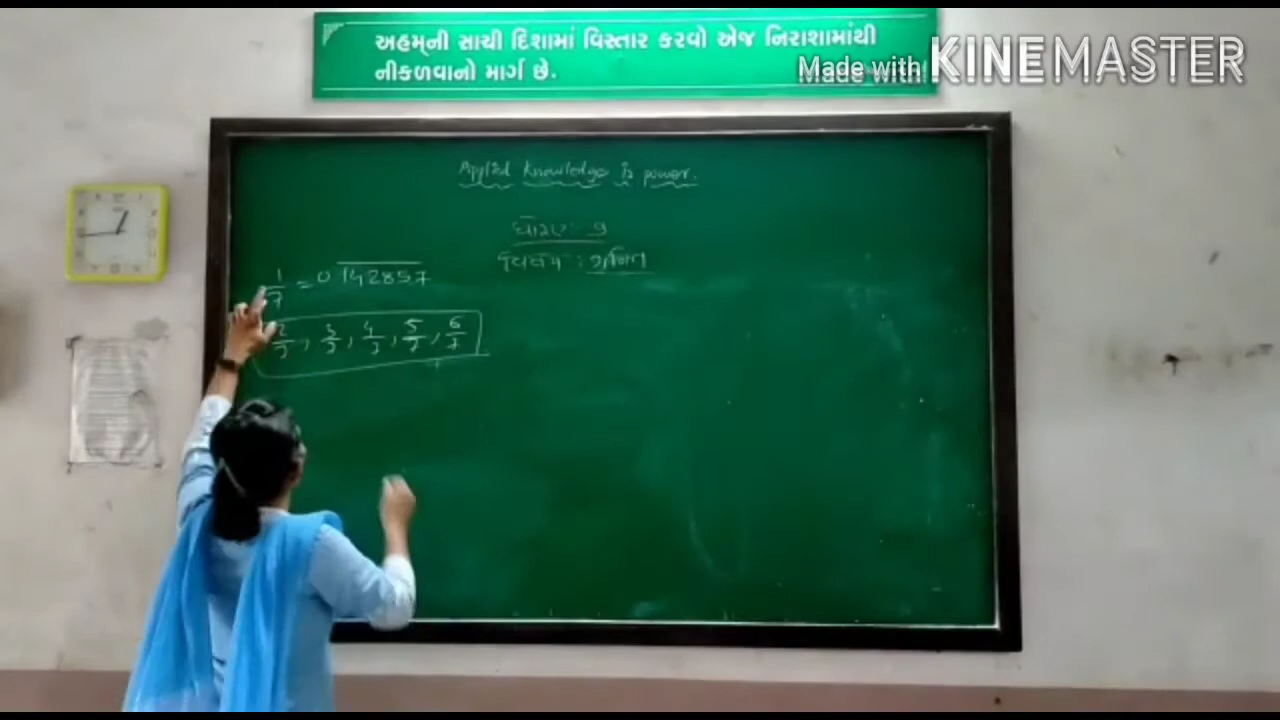 અહમ્ની સાચી દિશામાં વિસ્તાર કરવો એજ નિરાશામાંથી
નીકળવાનો માર્ગ છે.
Made with KINEMASTER
Applied Knowledge is power.
ધોરણ : ૭
વિષય : ગણિત
1/7 = 0.142857
2/7, 3/7, 4/7, 5/7, 6/7